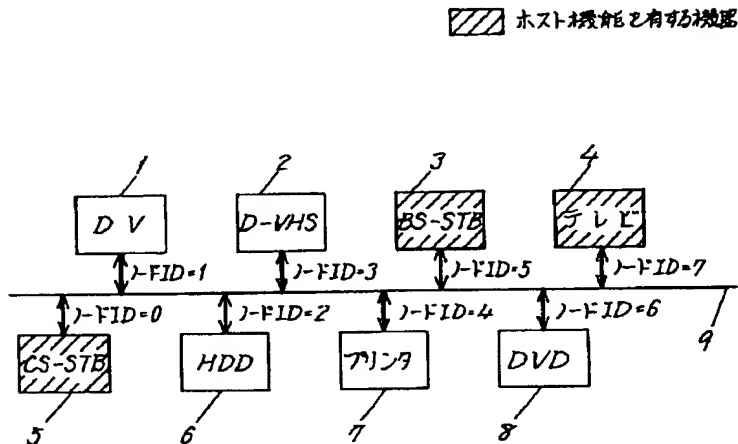 ホスト機能を有する機器
1
2
3
4
DV
D-VHS
BS-STB
テレビ
ノードID=1
ノードID=3
ノードID=5
ノードID=7
ノードID=0
ノードID=2
ノードID=4
ノードID=6
9
CS-STB
HDD
プリンタ
DVD
5
6
7
8